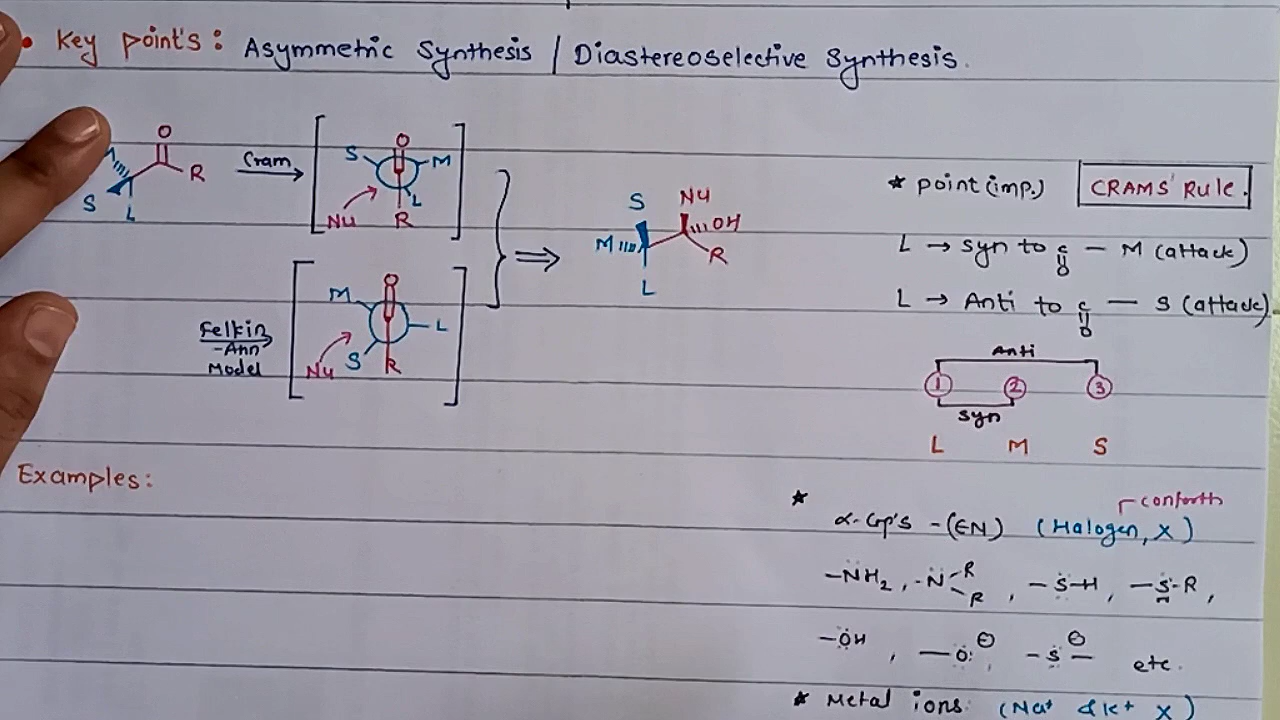 • Key point's : Asymmetric Synthesis / Diastereoselective Synthesis.
O
R
S
L
Cram
O
S M
L
Nu R
Felkin
-Ahn
Model
O
M
L
S
Nu R
S Nu
M OH
R
L
* point (imp.) CRAMS' RULE.
L → syn to C=O — M (attack)
L → Anti to C=O — S (attack).
Anti
1 2 3
syn
L M S
Examples:
* conforth
α-Gp's - (EN) (Halogen, X)
-NH2, -N-R R, -S-H, -S-R,
-OH, -O⊖, -S⊖ etc.
* Metal ions: (Na+ & K+ X)